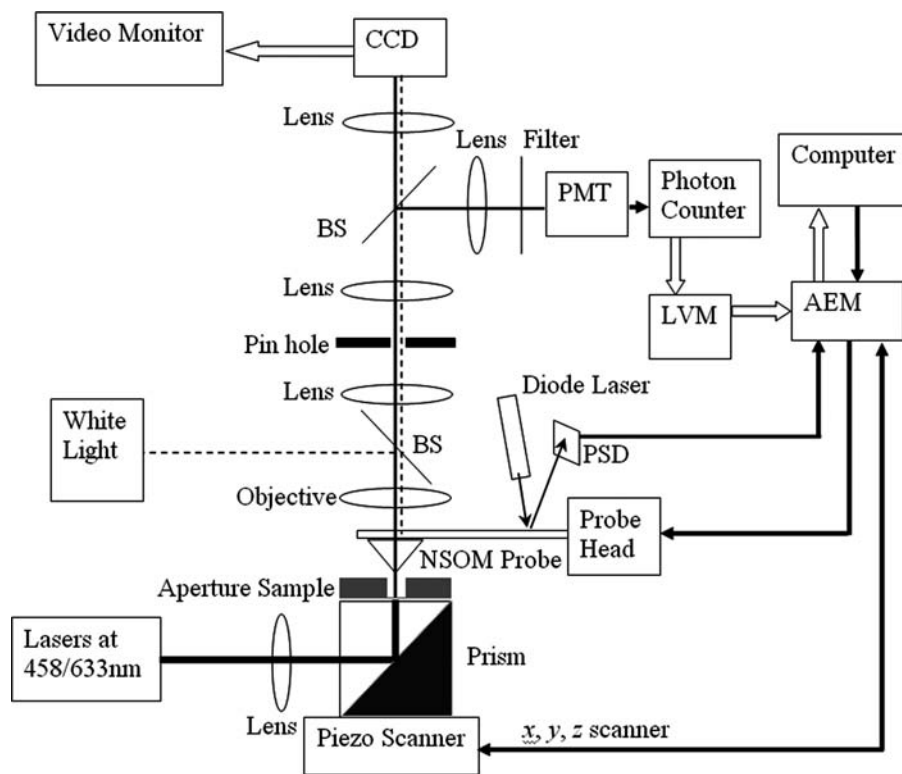 Video Monitor
CCD
Lens
Lens
Filter
Computer
PMT
Photon
Counter
BS
Lens
LVM
AEM
Pin hole
Diode Laser
Lens
White
Light
BS
PSD
Objective
Probe
Head
NSOM Probe
Aperture Sample
Lasers at
458/633nm
Prism
Lens
Piezo Scanner
x, y, z scanner